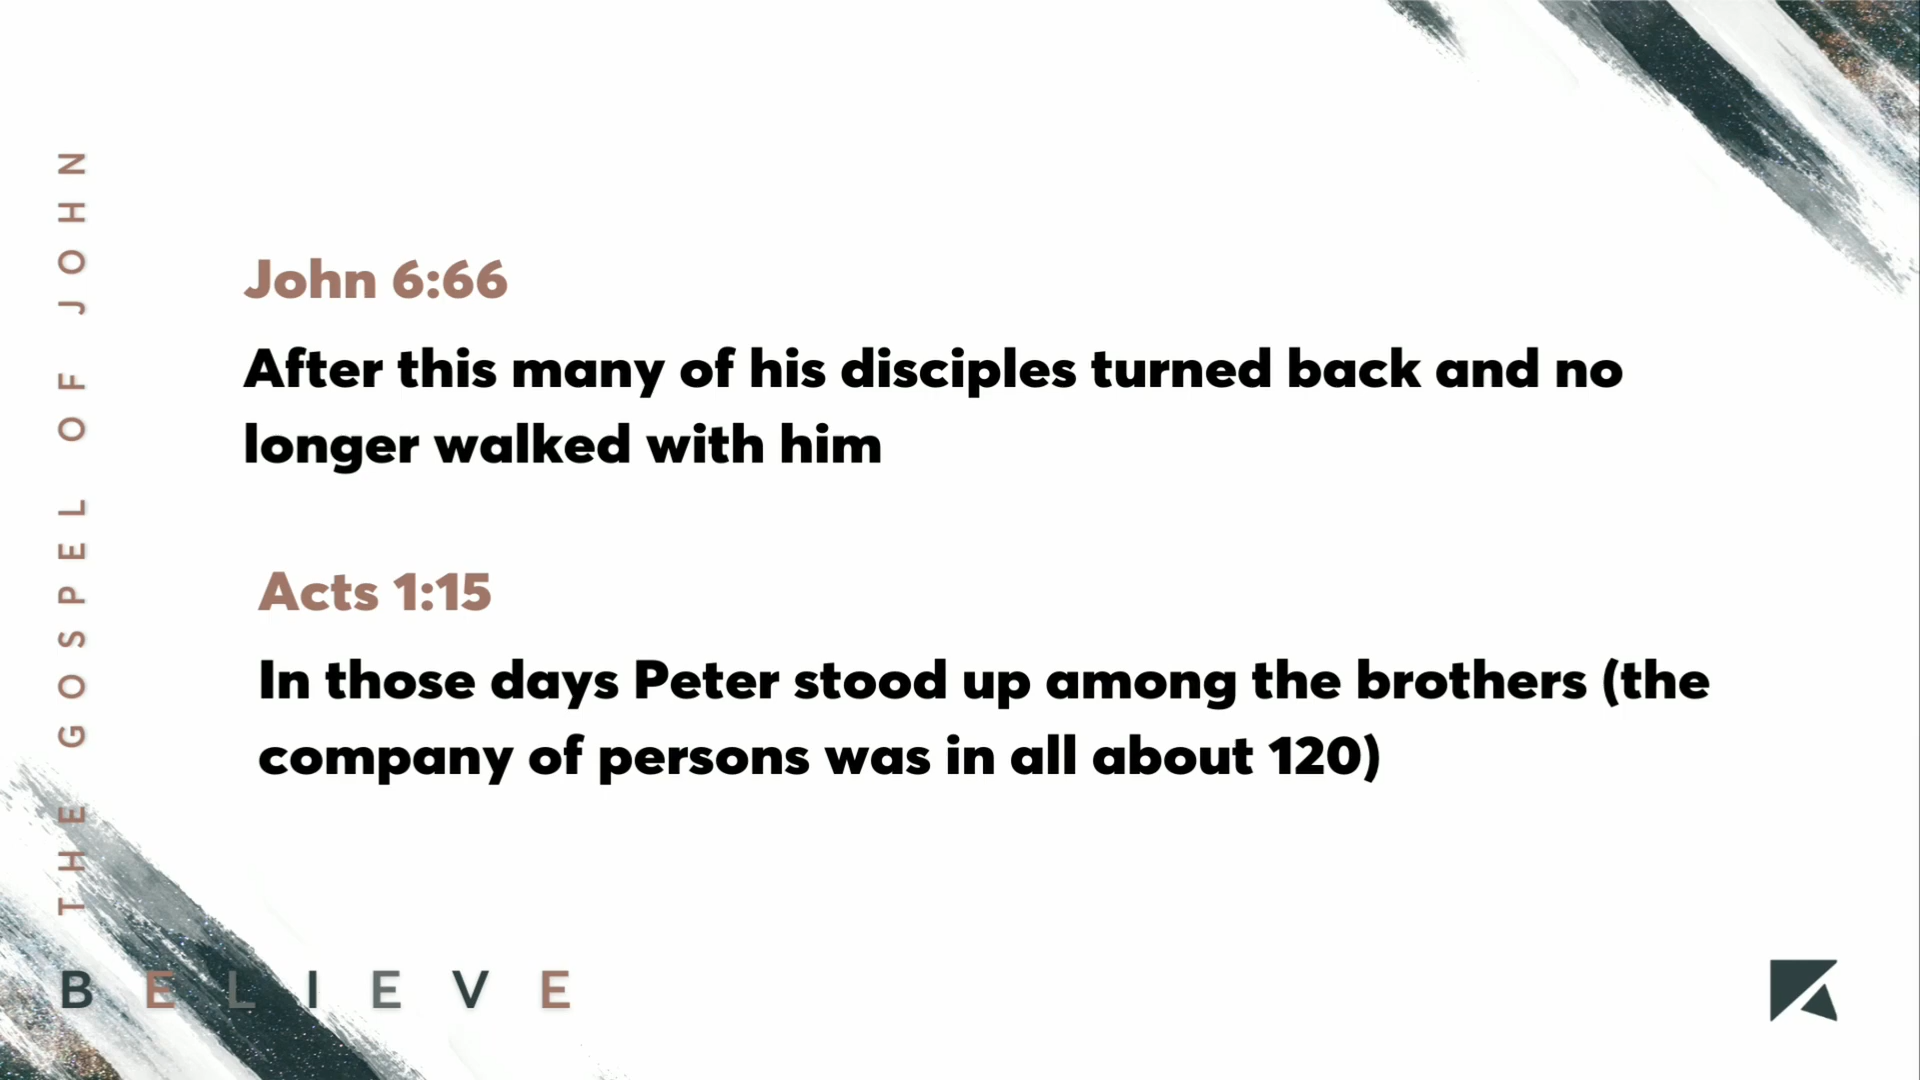 THE GOSPEL OF JOHN
John 6:66
After this many of his disciples turned back and no
longer walked with him
Acts 1:15
In those days Peter stood up among the brothers (the
company of persons was in all about 120)
BELIEVE